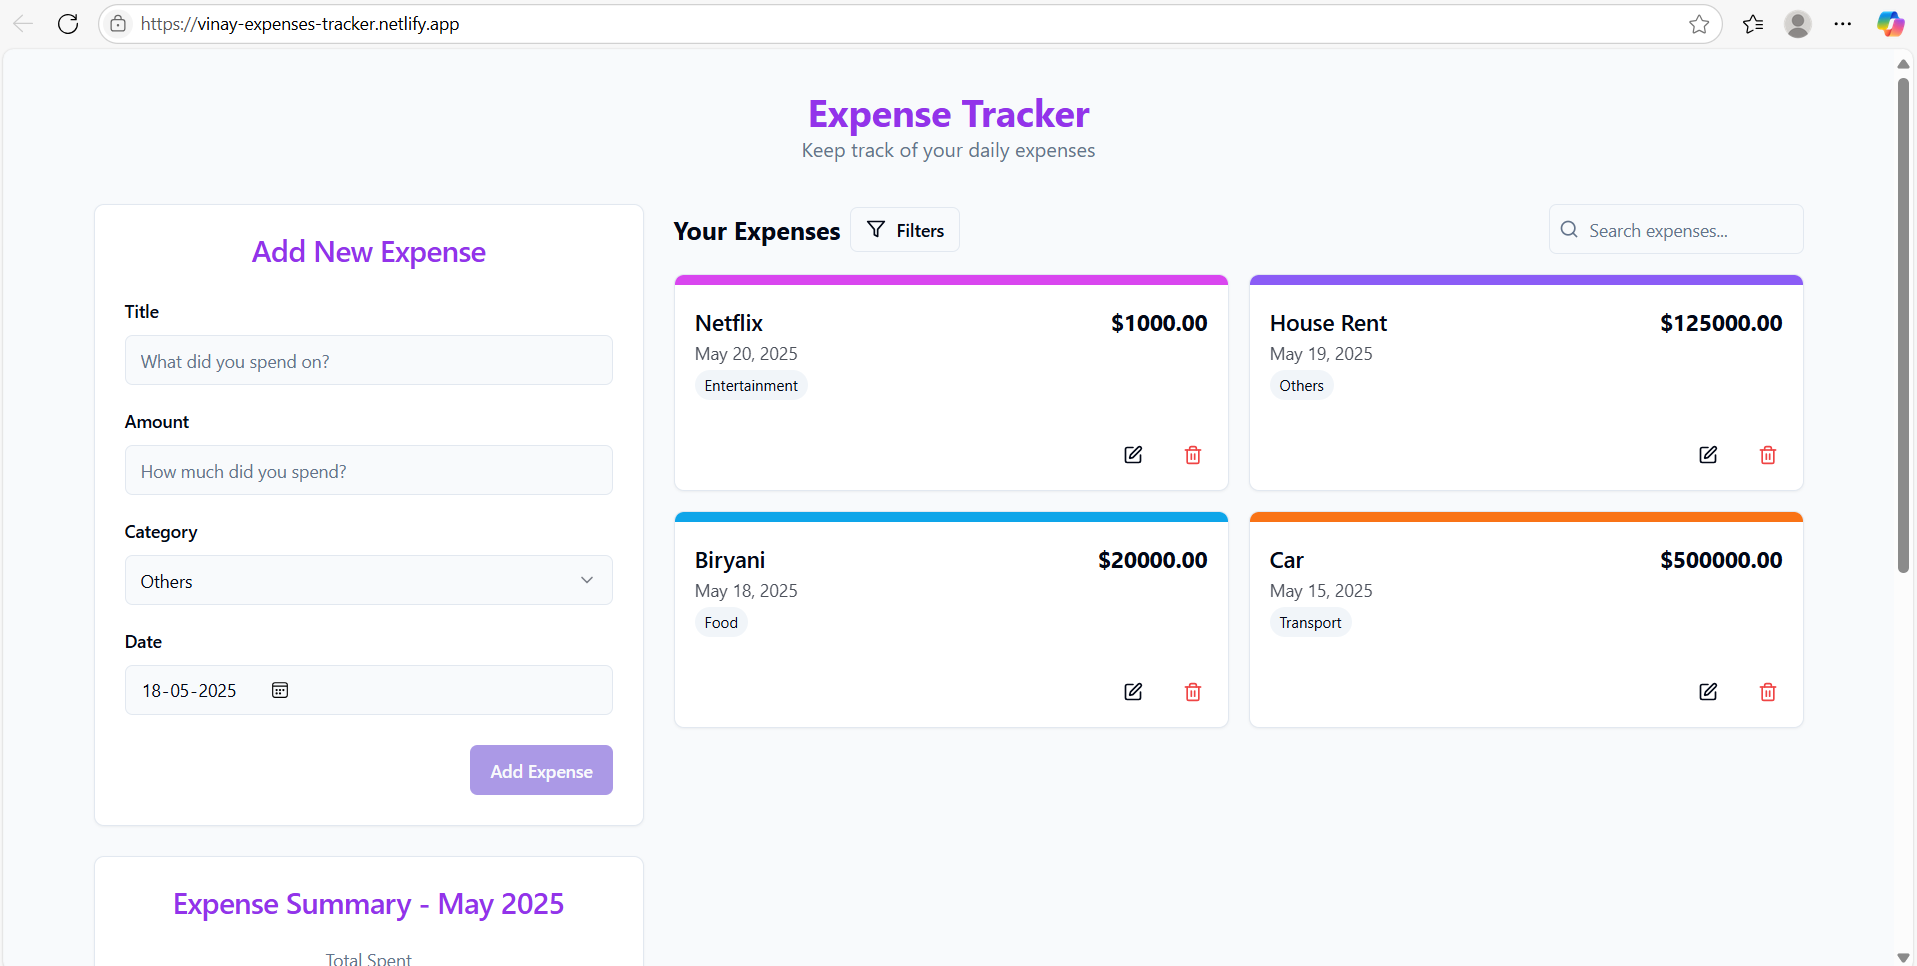 https://vinay-expenses-tracker.netlify.app
Expense Tracker
Keep track of your daily expenses
Add New Expense
Title
What did you spend on?
Amount
How much did you spend?
Category
Others
Date
18-05-2025
Add Expense
Expense Summary - May 2025
Total Spent
Your Expenses
Filters
Search expenses...
Netflix
$1000.00
May 20, 2025
Entertainment
House Rent
$125000.00
May 19, 2025
Others
Biryani
$20000.00
May 18, 2025
Food
Car
$500000.00
May 15, 2025
Transport